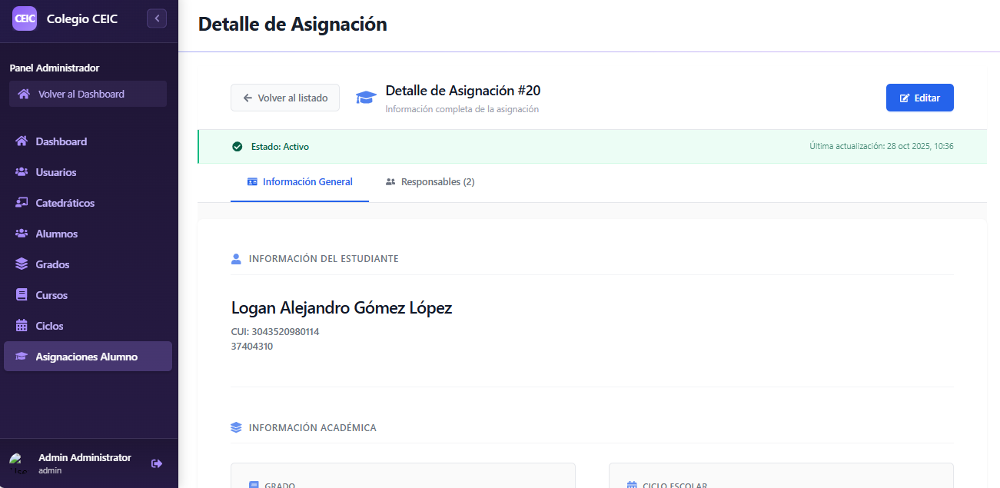 CEIC Colegio CEIC
Panel Administrador
Volver al Dashboard
Dashboard
Usuarios
Catedráticos
Alumnos
Grados
Cursos
Ciclos
Asignaciones Alumno
Admin Administrator
admin
Detalle de Asignación
Volver al listado
Detalle de Asignación #20
Información completa de la asignación
Editar
Estado: Activo
Última actualización: 28 oct 2025, 10:36
Información General
Responsables (2)
INFORMACIÓN DEL ESTUDIANTE
Logan Alejandro Gómez López
CUI: 3043520980114
37404310
INFORMACIÓN ACADÉMICA
GRADO
CICLO ESCOLAR